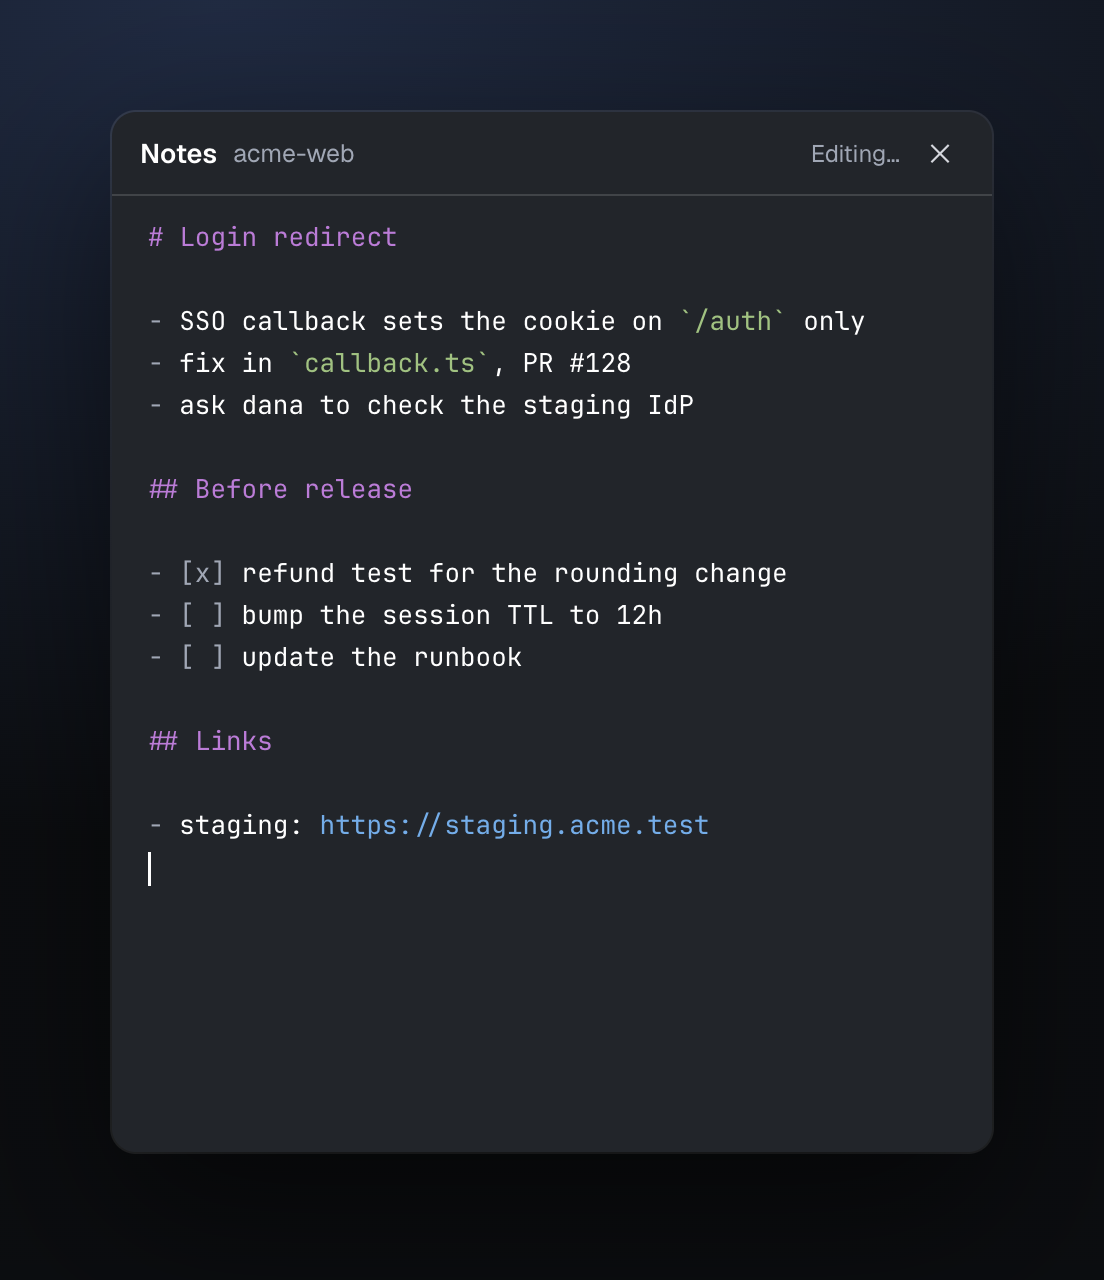 Notes acme-web Editing…
# Login redirect
- SSO callback sets the cookie on `/auth` only
- fix in `callback.ts`, PR #128
- ask dana to check the staging IdP
## Before release
- [x] refund test for the rounding change
- [ ] bump the session TTL to 12h
- [ ] update the runbook
## Links
- staging: https://staging.acme.test